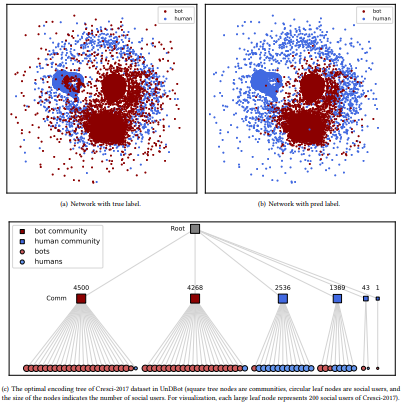 bot
human
bot
human
(a) Network with true label.
(b) Network with pred label.
bot community
human community
bots
humans
Root
Comm
4500
4268
2536
1389
43
1
(c) The optimal encoding tree of Cresci-2017 dataset in UnDBot (square tree nodes are communities, circular leaf nodes are social users, and
the size of the nodes indicates the number of social users. For visualization, each large leaf node represents 200 social users of Cresci-2017).